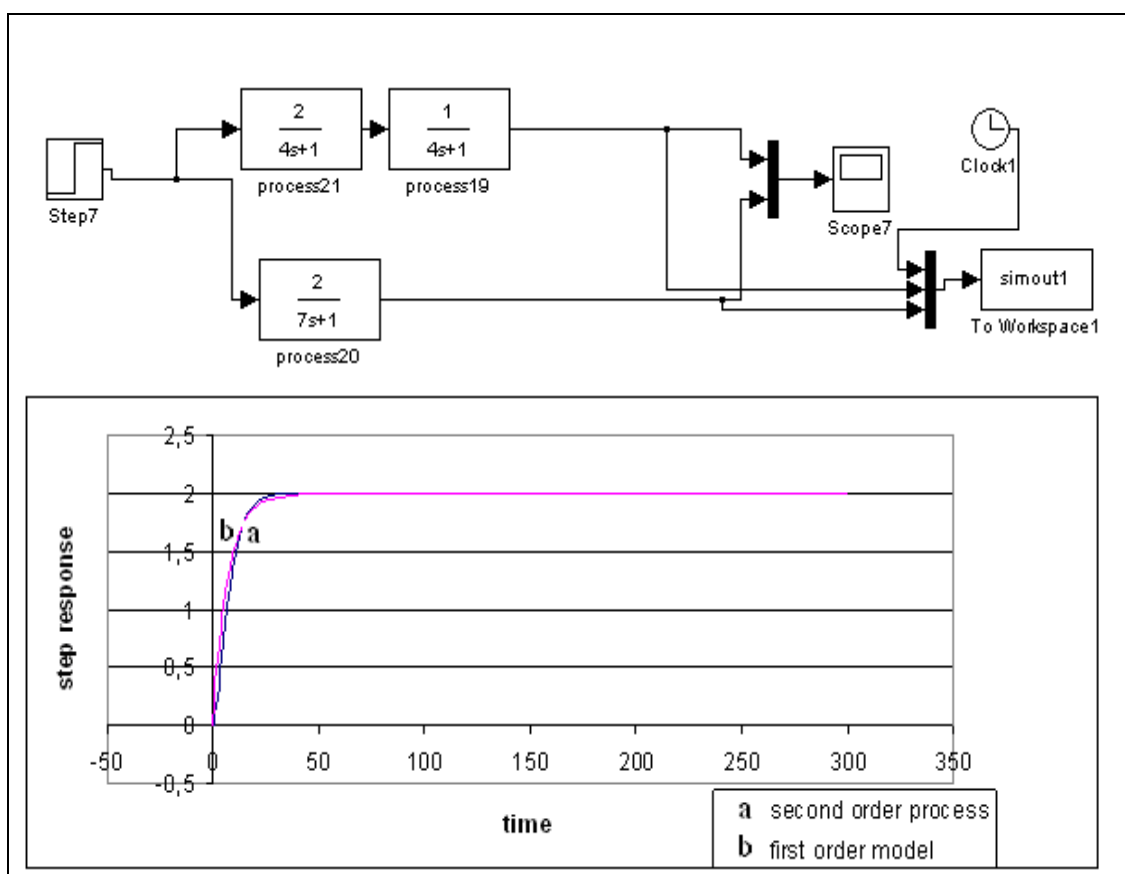 2
4s+1
process21
1
4s+1
process19
Step7
Clock1
Scope7
2
7s+1
process20
simout1
To Workspace1
2,5
2
1,5
1
0,5
0
-0,5
b a
step response
-50 0 50 100 150 200 250 300 350
time
a second order process
b first order model